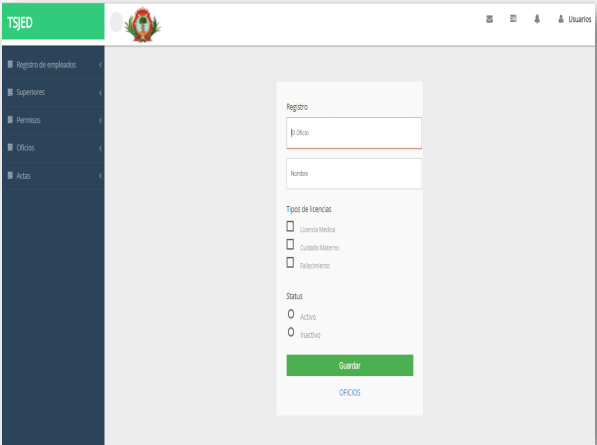 TSJED
Usuarios
Registro de empleados
Superiores
Permisos
Oficios
Actas
Registro
ID Oficio
Nombre
Tipos de licencias
Licencia Medica
Cuidado Materno
Fallecimiento
Status
Activo
Inactivo
Guardar
OFICIOS